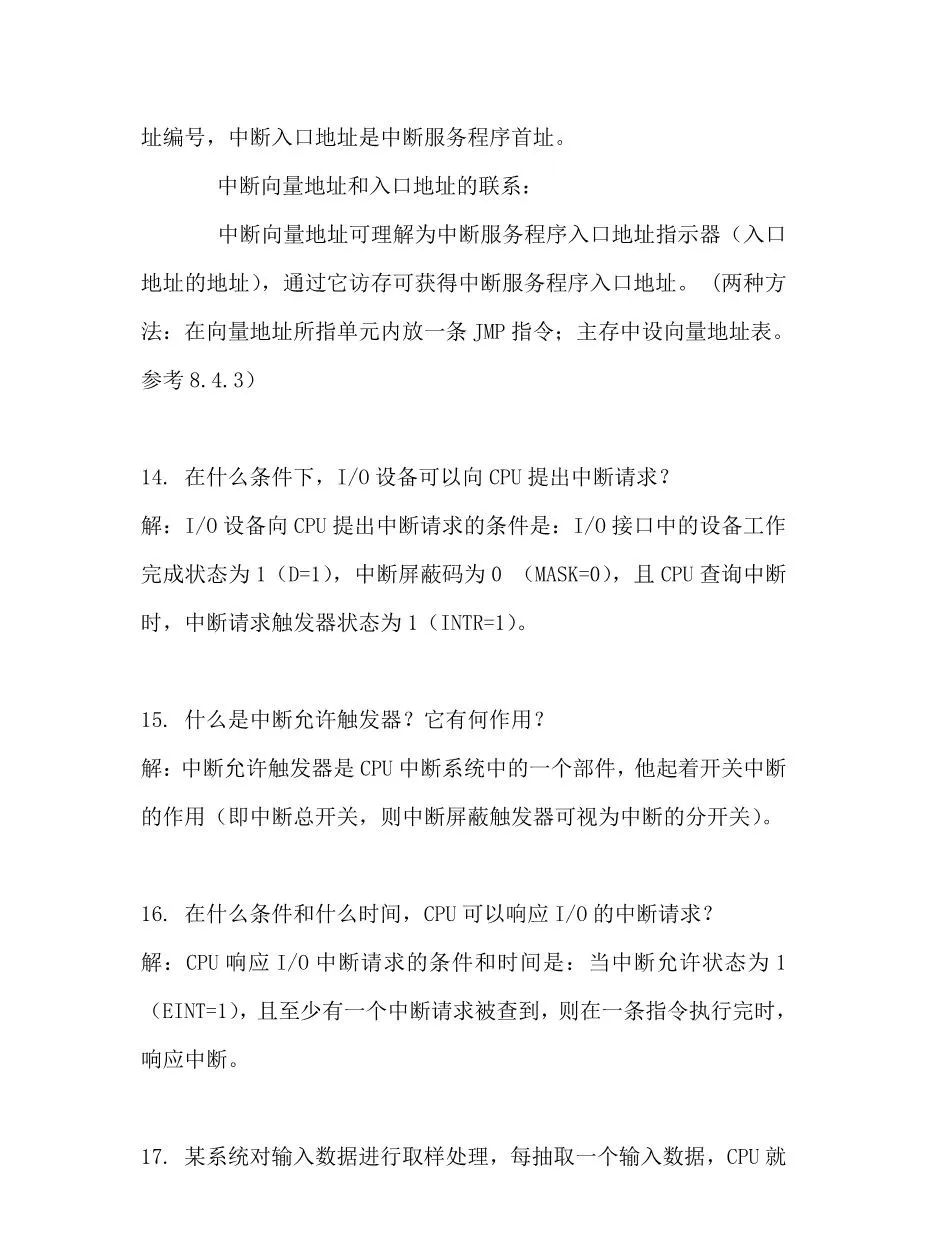 址编号，中断入口地址是中断服务程序首址。
中断向量地址和入口地址的联系：
中断向量地址可理解为中断服务程序入口地址指示器（入口
地址的地址），通过它访存可获得中断服务程序入口地址。 (两种方
法：在向量地址所指单元内放一条 JMP 指令；主存中设向量地址表。
参考 8.4.3）
14. 在什么条件下，I/O 设备可以向 CPU 提出中断请求？
解：I/O 设备向 CPU 提出中断请求的条件是：I/O 接口中的设备工作
完成状态为 1（D=1），中断屏蔽码为 0 （MASK=0），且 CPU 查询中断
时，中断请求触发器状态为 1（INTR=1）。
15. 什么是中断允许触发器？它有何作用？
解：中断允许触发器是 CPU 中断系统中的一个部件，他起着开关中断
的作用（即中断总开关，则中断屏蔽触发器可视为中断的分开关）。
16. 在什么条件和什么时间，CPU 可以响应 I/O 的中断请求？
解：CPU 响应 I/O 中断请求的条件和时间是：当中断允许状态为 1
（EINT=1），且至少有一个中断请求被查到，则在一条指令执行完时，
响应中断。
17. 某系统对输入数据进行取样处理，每抽取一个输入数据，CPU 就